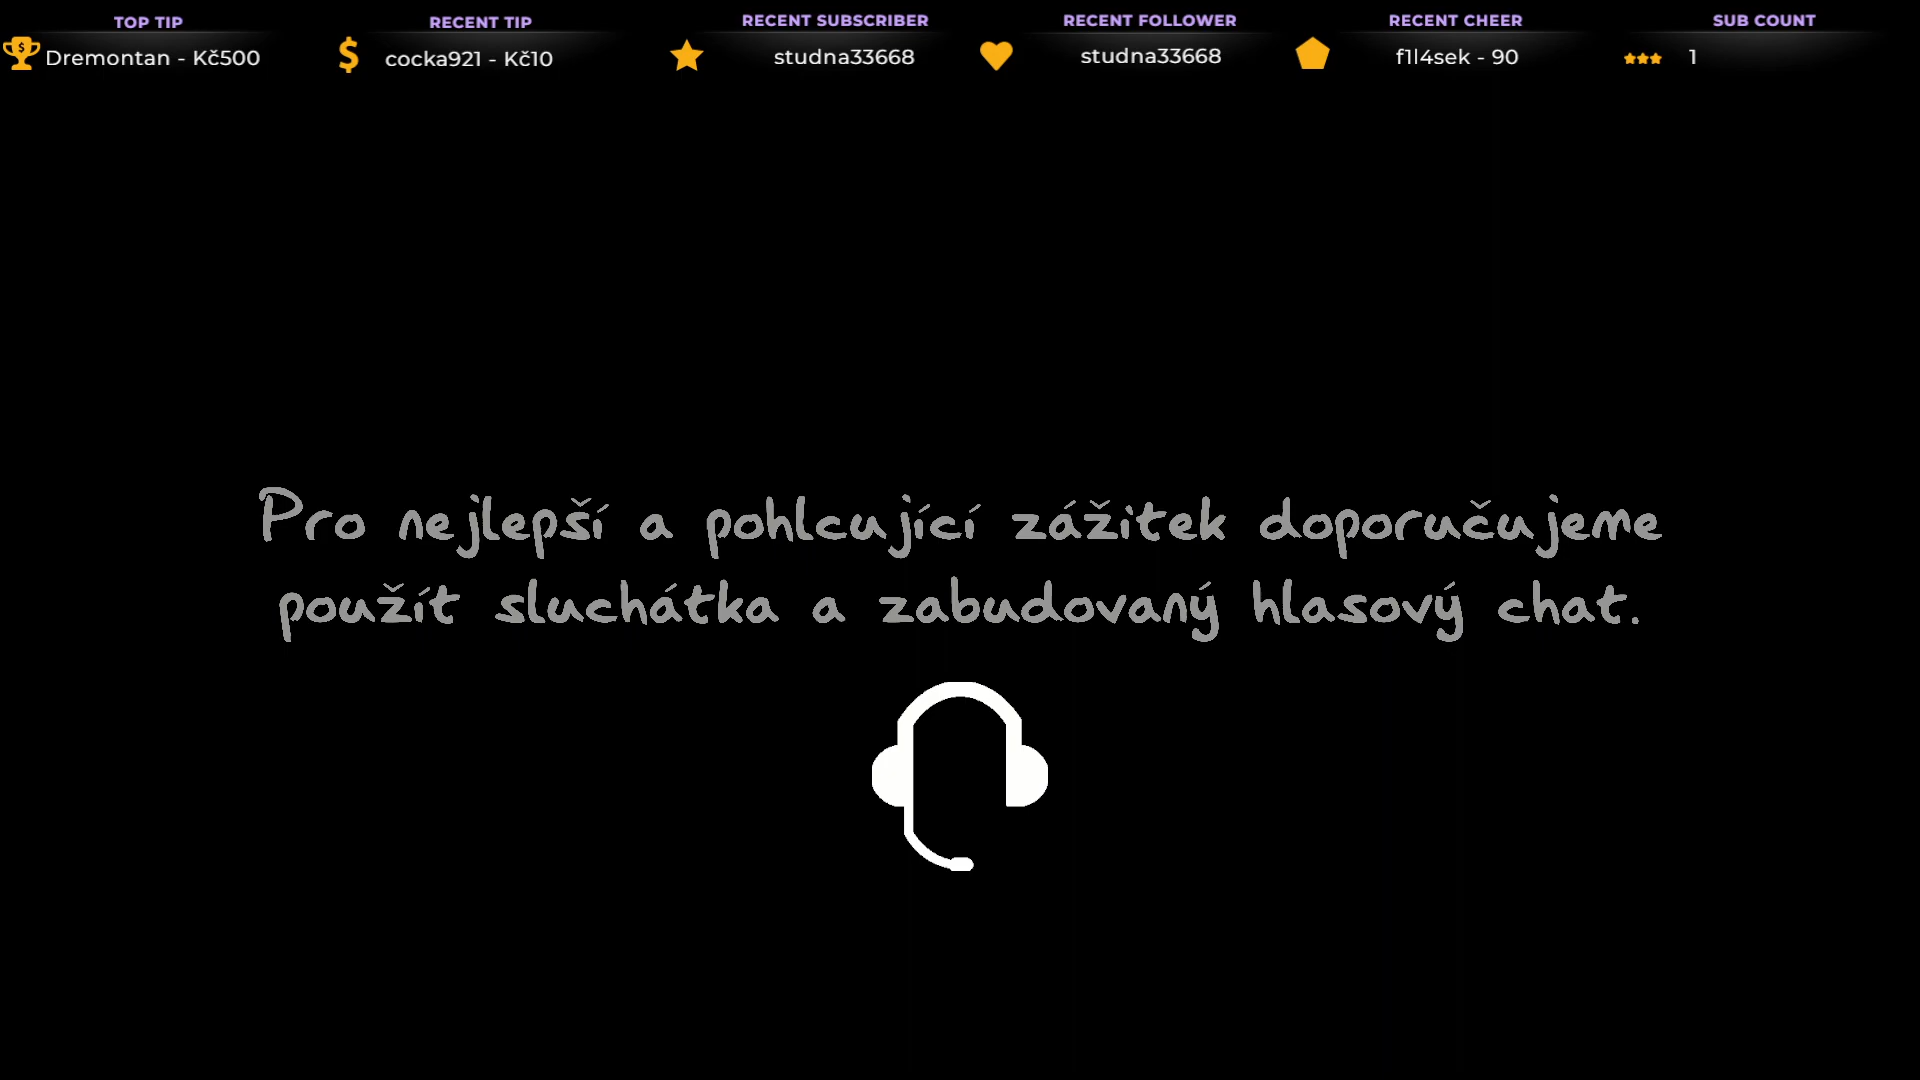 TOP TIP
Dremontan - Kč500
RECENT TIP
cocka921 - Kč10
RECENT SUBSCRIBER
studna33668
RECENT FOLLOWER
studna33668
RECENT CHEER
f1l4sek - 90
SUB COUNT
1
Pro nejlepší a pohlcující zážitek doporučujeme
použít sluchátka a zabudovaný hlasový chat.